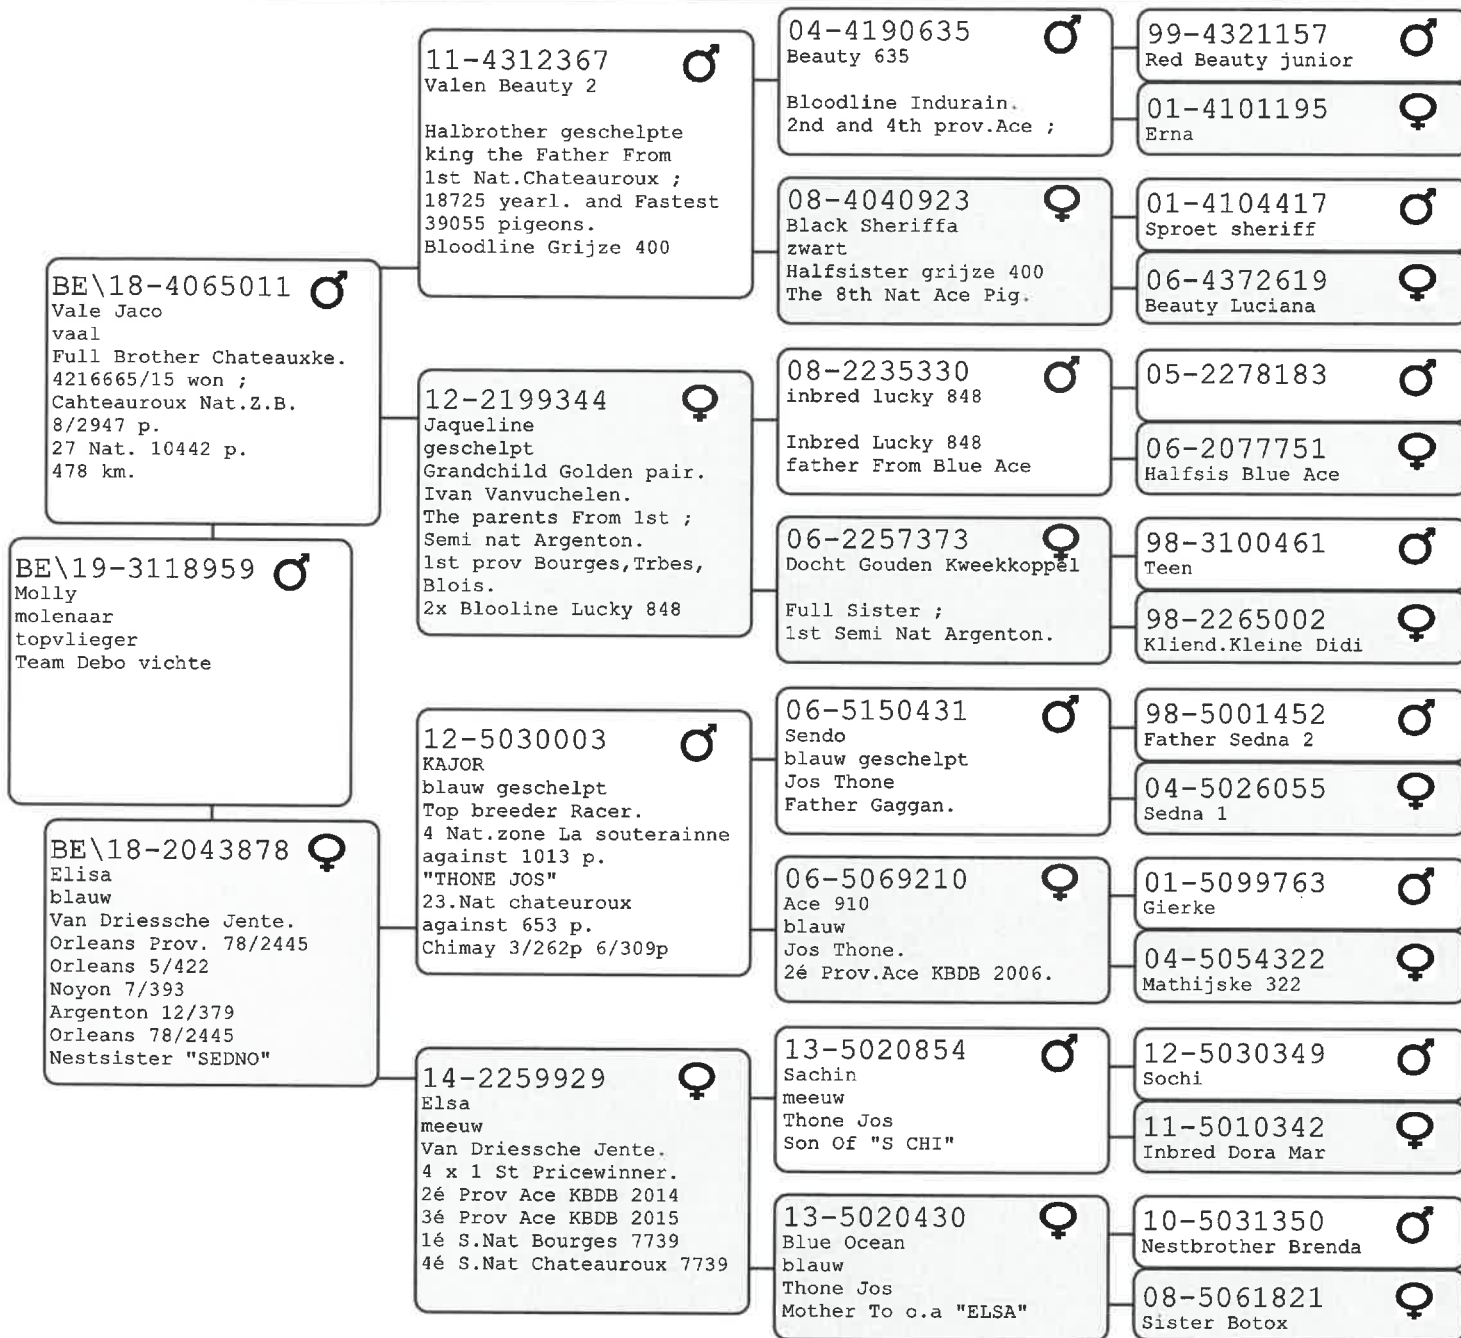 BE\19-3118959
Molly
molenaar
topvlieger
Team Debo vichte
BE\18-4065011
Vale Jaco
vaal
Full Brother Chateauxke.
4216665/15 won ;
Cahteauroux Nat.Z.B.
8/2947 p.
27 Nat. 10442 p.
478 km.
BE\18-2043878
Elisa
blauw
Van Driessche Jente.
Orleans Prov. 78/2445
Orleans 5/422
Noyon 7/393
Argenton 12/379
Orleans 78/2445
Nestsister "SEDNO"
11-4312367
Valen Beauty 2
Halbrother geschelpte
king the Father From
1st Nat.Chateauroux ;
18725 yearl. and Fastest
39055 pigeons.
Bloodline Grijze 400
12-2199344
Jaqueline
geschelpt
Grandchild Golden pair.
Ivan Vanvuchelen.
The parents From 1st ;
Semi nat Argenton.
1st prov Bourges,Trbes,
Blois.
2x Blooline Lucky 848
12-5030003
KAJOR
blauw geschelpt
Top breeder Racer.
4 Nat.zone La souterainne
against 1013 p.
"THONE JOS"
23.Nat chateuroux
against 653 p.
Chimay 3/262p 6/309p
14-2259929
Elsa
meeuw
Van Driessche Jente.
4 x 1 St Pricewinner.
2é Prov Ace KBDB 2014
3é Prov Ace KBDB 2015
1é S.Nat Bourges 7739
4é S.Nat Chateauroux 7739
04-4190635
Beauty 635
Bloodline Indurain.
2nd and 4th prov.Ace ;
08-4040923
Black Sheriffa
zwart
Halfsister grijze 400
The 8th Nat Ace Pig.
08-2235330
inbred lucky 848
Inbred Lucky 848
father From Blue Ace
06-2257373
Docht Gouden Kweekkoppel
Full Sister ;
1st Semi Nat Argenton.
06-5150431
Sendo
blauw geschelpt
Jos Thone
Father Gaggan.
06-5069210
Ace 910
blauw
Jos Thone.
2é Prov.Ace KBDB 2006.
13-5020854
Sachin
meeuw
Thone Jos
Son Of "S CHI"
13-5020430
Blue Ocean
blauw
Thone Jos
Mother To o.a "ELSA"
99-4321157
Red Beauty junior
01-4101195
Erna
01-4104417
Sproet sheriff
06-4372619
Beauty Luciana
05-2278183
06-2077751
Halfsis Blue Ace
98-3100461
Teen
98-2265002
Kliend.Kleine Didi
98-5001452
Father Sedna 2
04-5026055
Sedna 1
01-5099763
Gierke
04-5054322
Mathijske 322
12-5030349
Sochi
11-5010342
Inbred Dora Mar
10-5031350
Nestbrother Brenda
08-5061821
Sister Botox